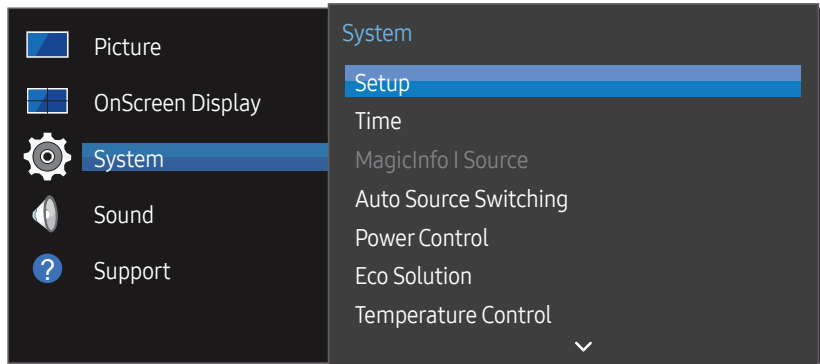 Picture
OnScreen Display
System
Sound
?
Support
System
Setup
Time
MagicInfo I Source
Auto Source Switching
Power Control
Eco Solution
Temperature Control